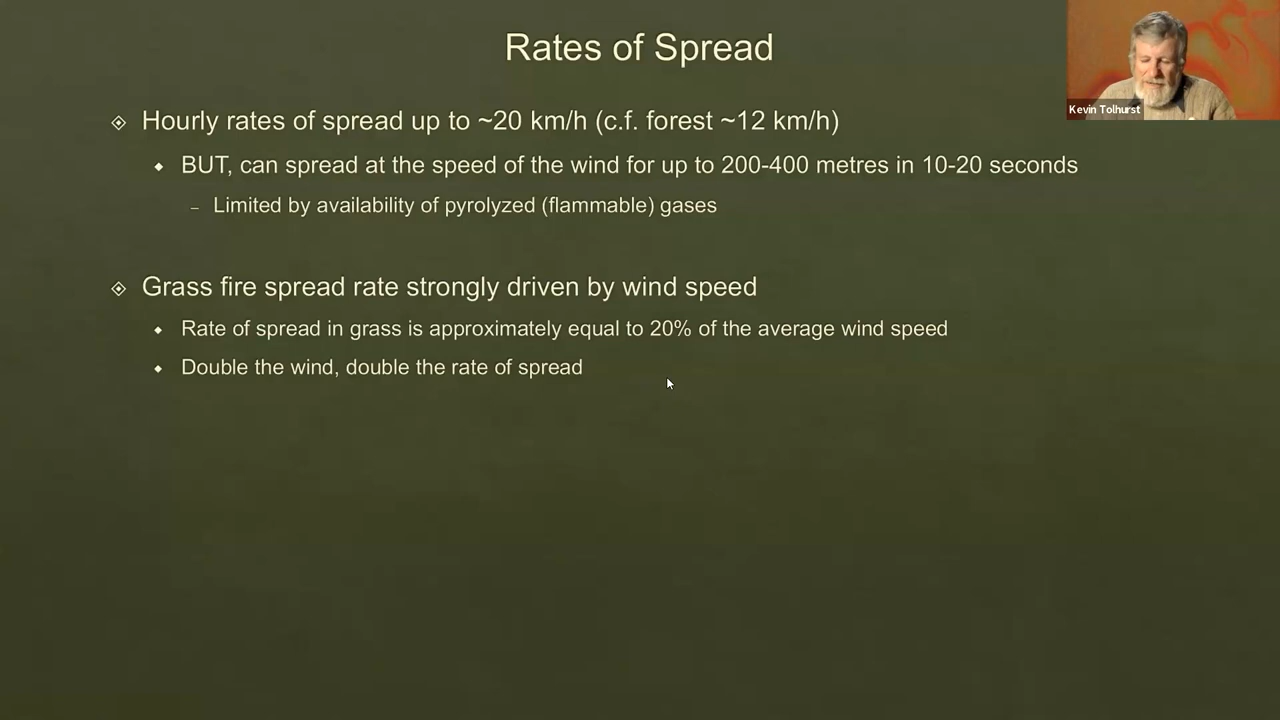 Rates of Spread
Kevin Tolhurst
Hourly rates of spread up to ~20 km/h (c.f. forest ~12 km/h)
BUT, can spread at the speed of the wind for up to 200-400 metres in 10-20 seconds
Limited by availability of pyrolyzed (flammable) gases
Grass fire spread rate strongly driven by wind speed
Rate of spread in grass is approximately equal to 20% of the average wind speed
Double the wind, double the rate of spread